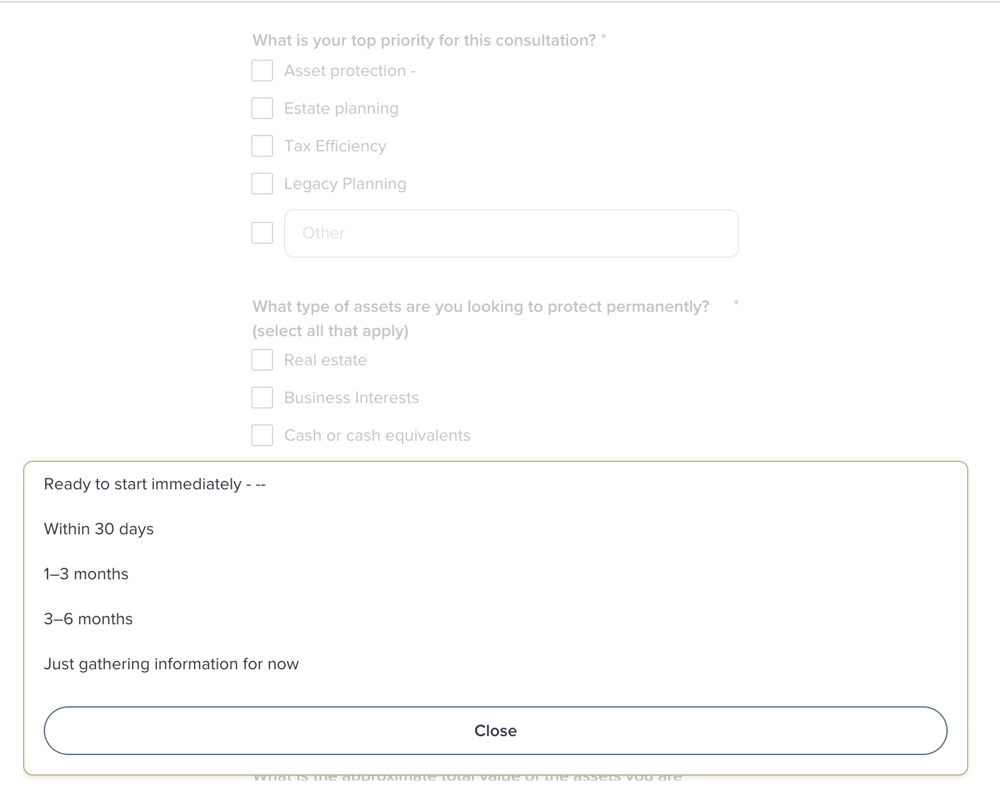 What is your top priority for this consultation? *
Asset protection -
Estate planning
Tax Efficiency
Legacy Planning
Other
What type of assets are you looking to protect permanently? *
(select all that apply)
Real estate
Business Interests
Cash or cash equivalents
Ready to start immediately - --
Within 30 days
1–3 months
3–6 months
Just gathering information for now
Close
What is the approximate total value of the assets you are